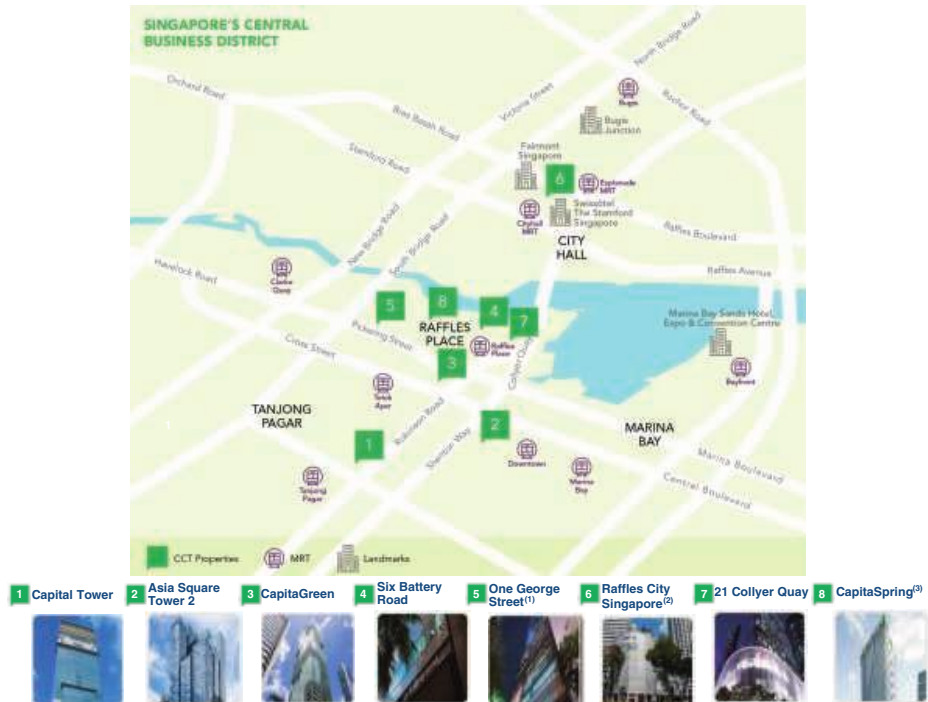 SINGAPORE'S CENTRAL
BUSINESS DISTRICT
North Bridge Road
Orchard Road
Victoria Street
Bugis
Rochor Road
Bras Basah Road
Bugis
Junction
Stamford Road
Fairmont
Singapore
6
Esplanade
MRT
Swissôtel
The Stamford
Singapore
Cityhall
MRT
New Bridge Road
South Bridge Road
CITY
HALL
Raffles Boulevard
Raffles Avenue
Havelock Road
Clarke
Quay
5
8
4
7
Marina Bay Sands Hotel,
Expo & Convention Centre
Pickering Street
RAFFLES
PLACE
Raffles
Place
Cross Street
3
Collyer Quay
Bayfront
Telok
Ayer
TANJONG
PAGAR
Robinson Road
2
MARINA
BAY
1
Shenton Way
Downtown
Marina
Bay
Marina Boulevard
Tanjong
Pagar
Central Boulevard
CCT Properties
MRT
Landmarks
1 Capital Tower
2 Asia Square
Tower 2
3 CapitaGreen
4 Six Battery
Road
5 One George
Street(1)
6 Raffles City
Singapore(2)
7 21 Collyer Quay
8 CapitaSpring(3)